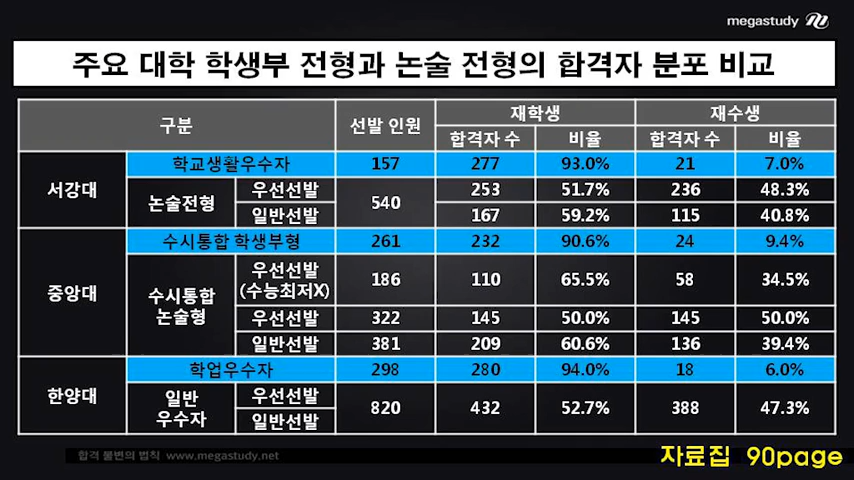 megastudy
주요 대학 학생부 전형과 논술 전형의 합격자 분포 비교
구분 선발 인원 재학생 재수생
합격자 수 비율 합격자 수 비율
서강대 학교생활우수자 157 277 93.0% 21 7.0%
논술전형 우선선발 540 253 51.7% 236 48.3%
일반선발 167 59.2% 115 40.8%
중앙대 수시통합 학생부형 261 232 90.6% 24 9.4%
수시통합 논술형 우선선발 (수능최저X) 186 110 65.5% 58 34.5%
우선선발 322 145 50.0% 145 50.0%
일반선발 381 209 60.6% 136 39.4%
한양대 학업우수자 298 280 94.0% 18 6.0%
일반 우수자 우선선발 820 432 52.7% 388 47.3%
일반선발
합격 불변의 법칙 www.megastudy.net
자료집 90page